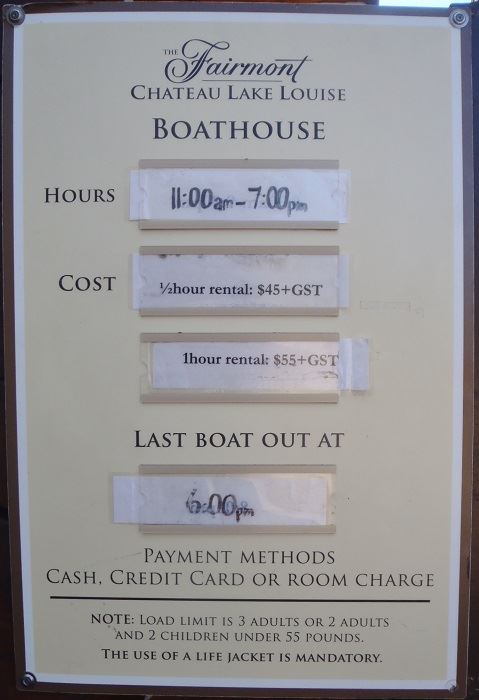 THE Fairmont
CHATEAU LAKE LOUISE
BOATHOUSE
HOURS 11:00am-7:00pm
COST ½hour rental: $45+GST
1hour rental: $55+GST
LAST BOAT OUT AT
6:00pm
PAYMENT METHODS
CASH, CREDIT CARD OR ROOM CHARGE
NOTE: LOAD LIMIT IS 3 ADULTS OR 2 ADULTS
AND 2 CHILDREN UNDER 55 POUNDS.
THE USE OF A LIFE JACKET IS MANDATORY.